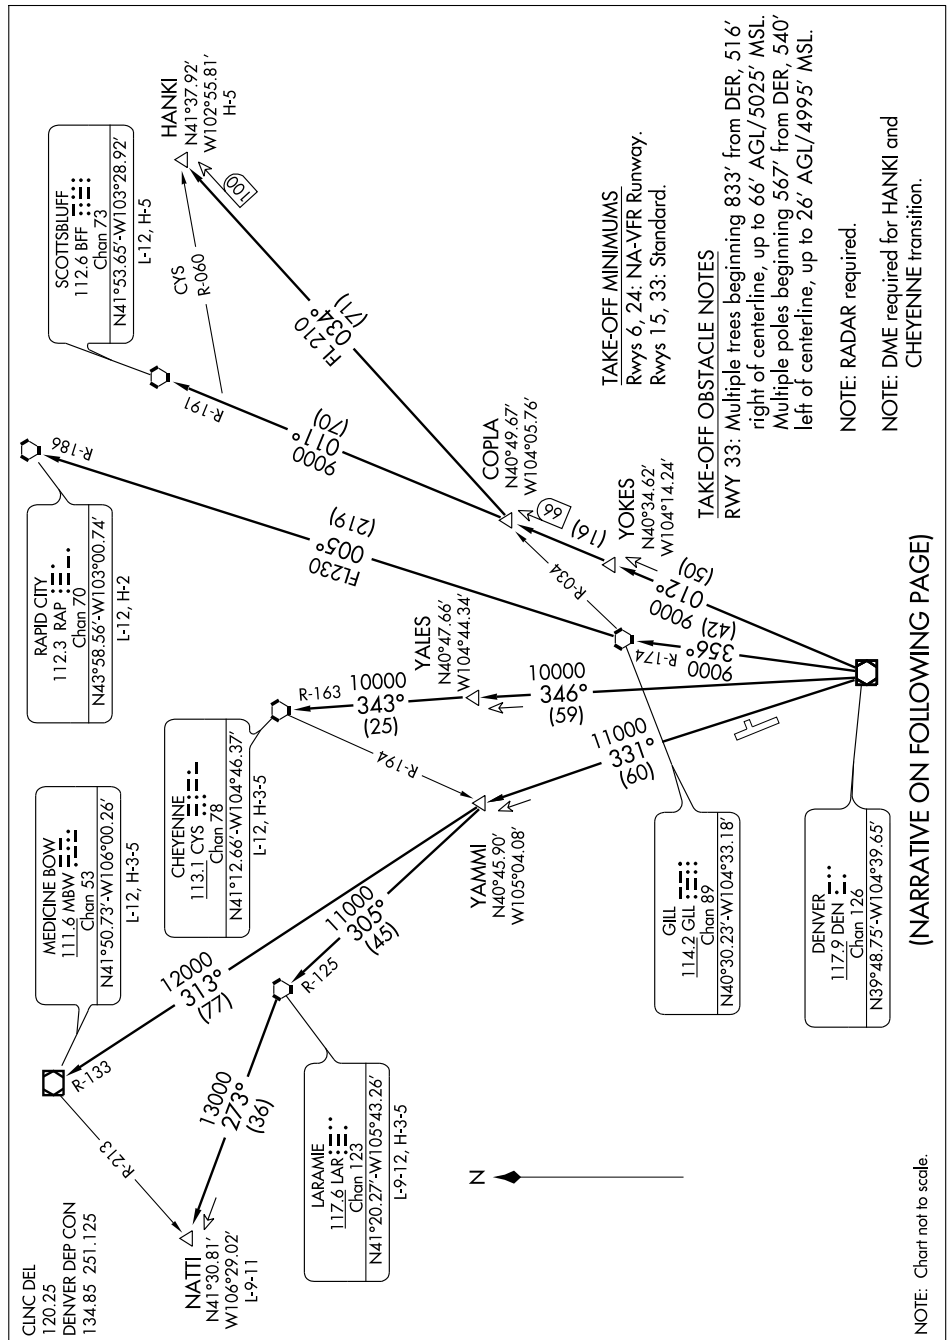 CLNC DEL
120.25
DENVER DEP CON
134.85 251.125
NATTI
N41°30.81'
W106°29.02'
L-9-11
R-213
R-133
13000
273°
(36)
LARAMIE
117.6 LAR
Chan 123
N41°20.27'-W105°43.26'
L-9-12, H-3-5
MEDICINE BOW
111.6 MBW
Chan 53
N41°50.73'-W106°00.26'
L-12, H-3-5
12000
313°
(77)
R-125
11000
305°
(45)
YAMMI
N40°45.90'
W105°04.08'
R-194
CHEYENNE
113.1 CYS
Chan 78
N41°12.66'-W104°46.37'
L-12, H-3-5
R-163
10000
343°
(25)
YALES
N40°47.66'
W104°44.34'
10000
346°
(59)
11000
331°
(60)
RAPID CITY
112.3 RAP
Chan 70
N43°58.56'-W103°00.74'
L-12, H-2
R-186
FL230
005°
(219)
SCOTTSBLUFF
112.6 BFF
Chan 73
N41°53.65'-W103°28.92'
L-12, H-5
R-191
9000
011°
(70)
CYS
R-060
HANKI
N41°37.92'
W102°55.81'
H-5
100
FL210
034°
(71)
COPLA
N40°49.67'
W104°05.76'
66
R-034
(16)
YOKES
N40°34.62'
W104°14.24'
9000
012°
(50)
R-174
9000
356°
(42)
GILL
114.2 GLL
Chan 89
N40°30.23'-W104°33.18'
DENVER
117.9 DEN
Chan 126
N39°48.75'-W104°39.65'
TAKE-OFF MINIMUMS
Rwys 6, 24: NA-VFR Runway.
Rwys 15, 33: Standard.
TAKE-OFF OBSTACLE NOTES
RWY 33: Multiple trees beginning 833' from DER, 516'
right of centerline, up to 66' AGL/5025' MSL.
Multiple poles beginning 567' from DER, 540'
left of centerline, up to 26' AGL/4995' MSL.
NOTE: RADAR required.
NOTE: DME required for HANKI and
CHEYENNE transition.
N
NOTE: Chart not to scale.
(NARRATIVE ON FOLLOWING PAGE)